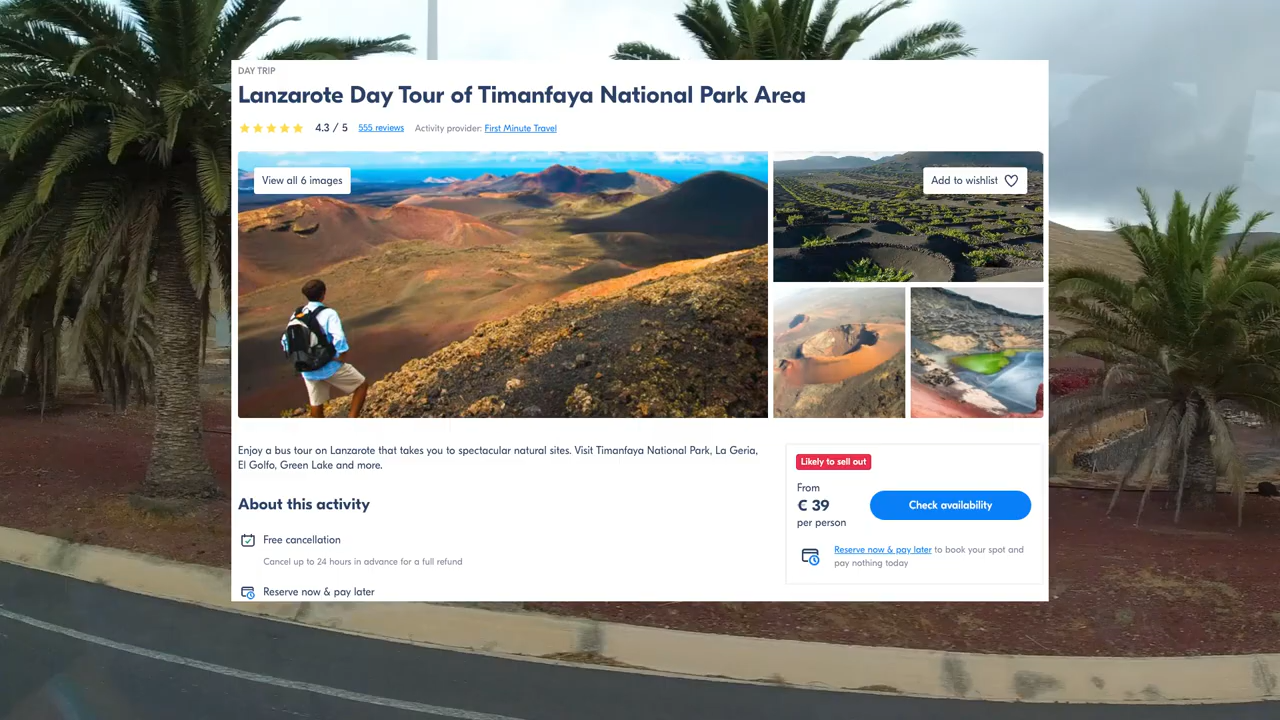 DAY TRIP
Lanzarote Day Tour of Timanfaya National Park Area
4.3 / 5 555 reviews Activity provider: First Minute Travel
View all 6 images
Add to wishlist
Enjoy a bus tour on Lanzarote that takes you to spectacular natural sites. Visit Timanfaya National Park, La Geria,
El Golfo, Green Lake and more.
About this activity
Free cancellation
Cancel up to 24 hours in advance for a full refund
Reserve now & pay later
Likely to sell out
From
€ 39
per person
Check availability
Reserve now & pay later to book your spot and
pay nothing today